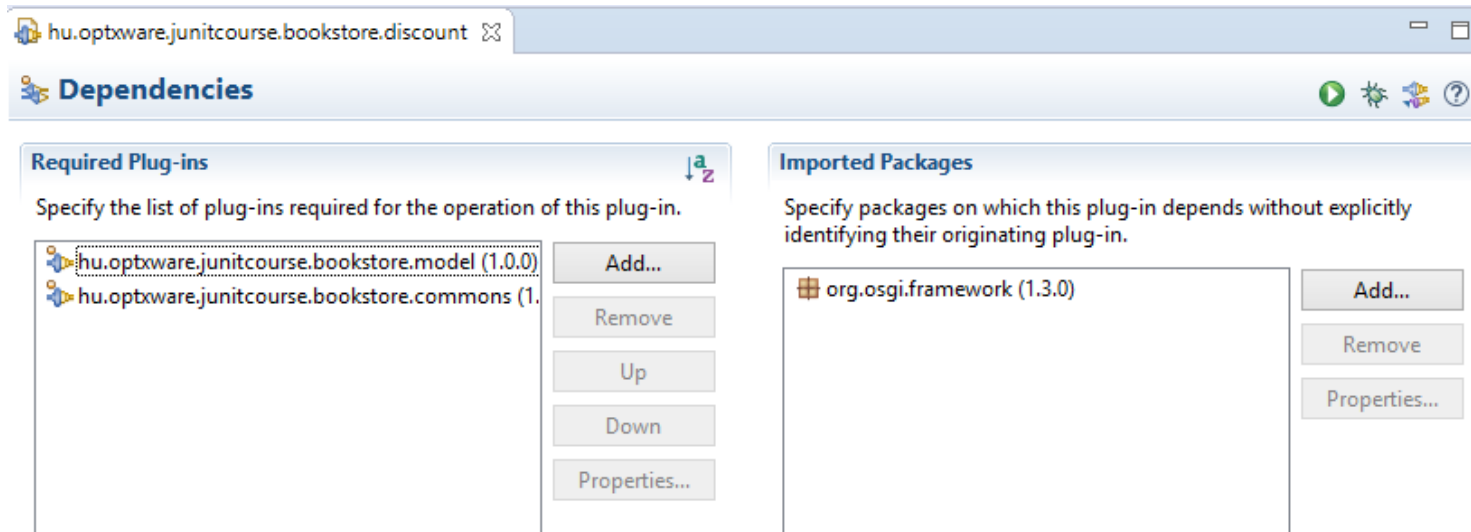 hu.optxware.junitcourse.bookstore.discount
Dependencies
Required Plug-ins
a
z
Specify the list of plug-ins required for the operation of this plug-in.
hu.optxware.junitcourse.bookstore.model (1.0.0)
hu.optxware.junitcourse.bookstore.commons (1.
Add...
Remove
Up
Down
Properties...
Imported Packages
Specify packages on which this plug-in depends without explicitly
identifying their originating plug-in.
org.osgi.framework (1.3.0)
Add...
Remove
Properties...